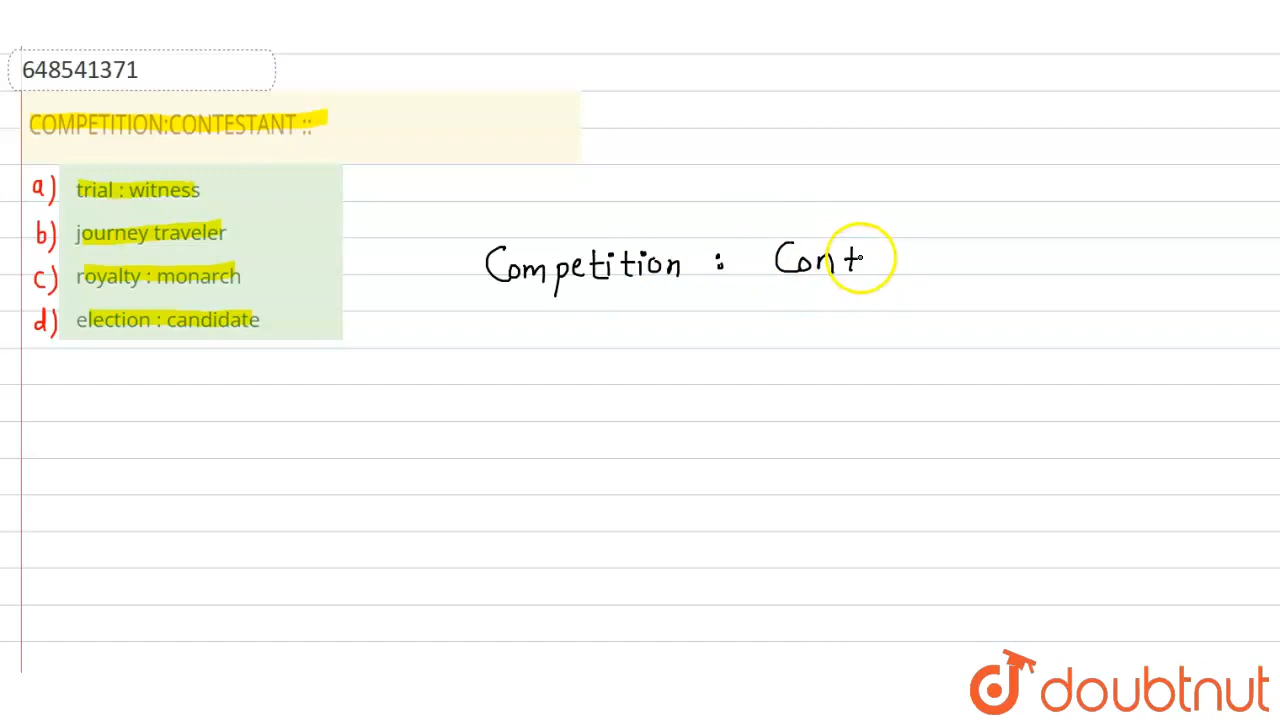 648541371
COMPETITION:CONTESTANT ::
a) trial : witness
b) journey traveler
c) royalty : monarch
d) election : candidate
Competition : Cont
doubtnut